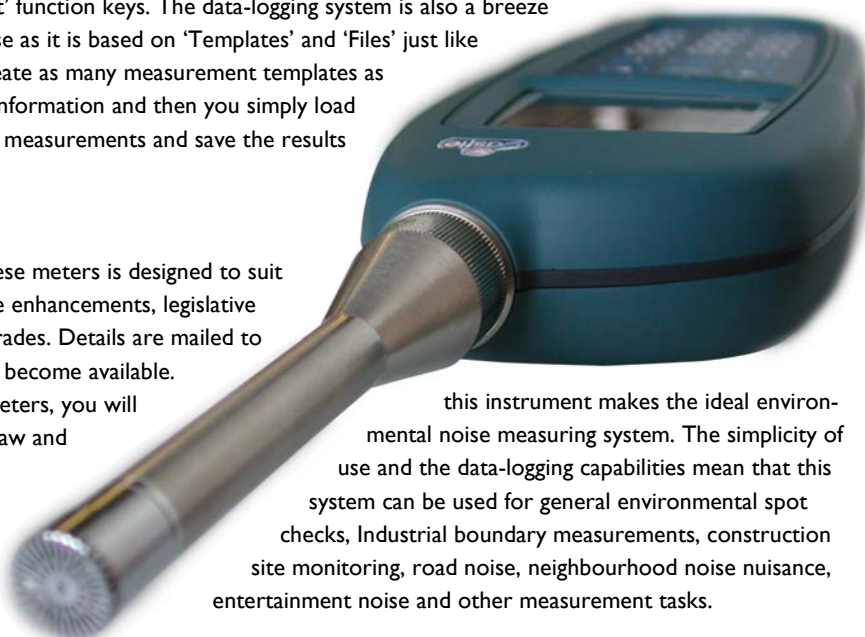 t’ function keys. The data-logging system is also a breeze
se as it is based on ‘Templates’ and ‘Files’ just like
eate as many measurement templates as
nformation and then you simply load
measurements and save the results
ese meters is designed to suit
e enhancements, legislative
rades. Details are mailed to
become available.
eters, you will
aw and
this instrument makes the ideal environ-
mental noise measuring system. The simplicity of
use and the data-logging capabilities mean that this
system can be used for general environmental spot
checks, Industrial boundary measurements, construction
site monitoring, road noise, neighbourhood noise nuisance,
entertainment noise and other measurement tasks.